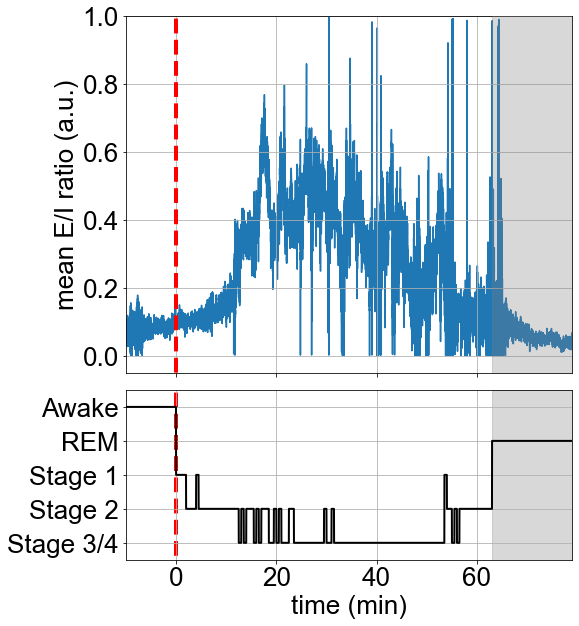 mean E/I ratio (a.u.)
1.0
0.8
0.6
0.4
0.2
0.0
Awake
REM
Stage 1
Stage 2
Stage 3/4
0 20 40 60
time (min)